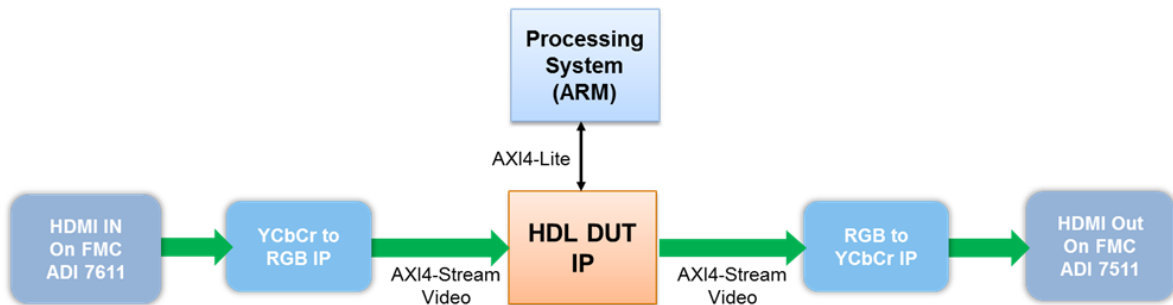 Processing
System
(ARM)
AXI4-Lite
HDMI IN
On FMC
ADI 7611
YCbCr to
RGB IP
AXI4-Stream
Video
HDL DUT
IP
AXI4-Stream
Video
RGB to
YCbCr IP
HDMI Out
On FMC
ADI 7511